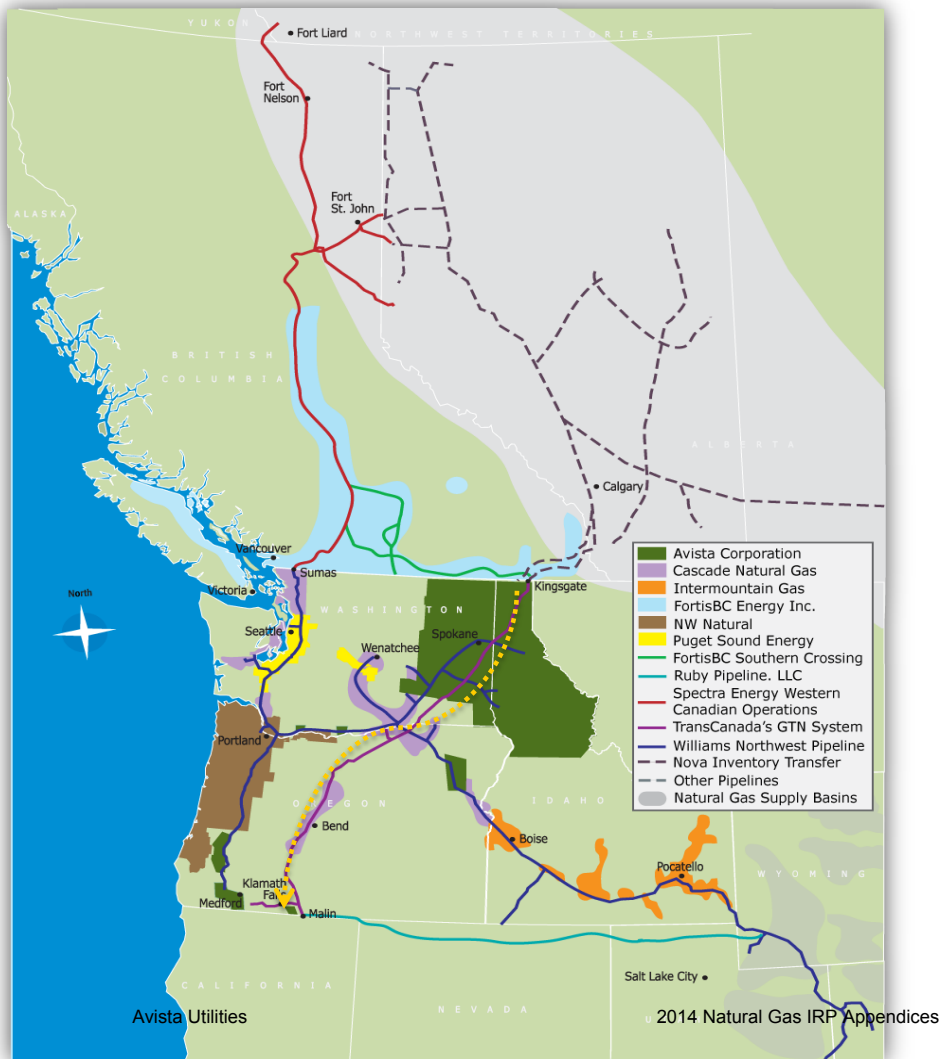 YUKON
Fort Liard
NORTHWEST TERRITORIES
Fort
Nelson
Fort
St. John
ALASKA
BRITISH
COLUMBIA
ALBERTA
Calgary
Vancouver
Sumas
Victoria
Kingsgate
North
WASHINGTON
Seattle
Spokane
Wenatchee
Portland
OREGON
IDAHO
Bend
Boise
Pocatello
WYOMING
Klamath
Falls
Medford
Malin
Salt Lake City
CALIFORNIA
NEVADA
U
Avista Corporation
Cascade Natural Gas
Intermountain Gas
FortisBC Energy Inc.
NW Natural
Puget Sound Energy
FortisBC Southern Crossing
Ruby Pipeline. LLC
Spectra Energy Western
Canadian Operations
TransCanada's GTN System
Williams Northwest Pipeline
Nova Inventory Transfer
Other Pipelines
Natural Gas Supply Basins
Avista Utilities
2014 Natural Gas IRP Appendices